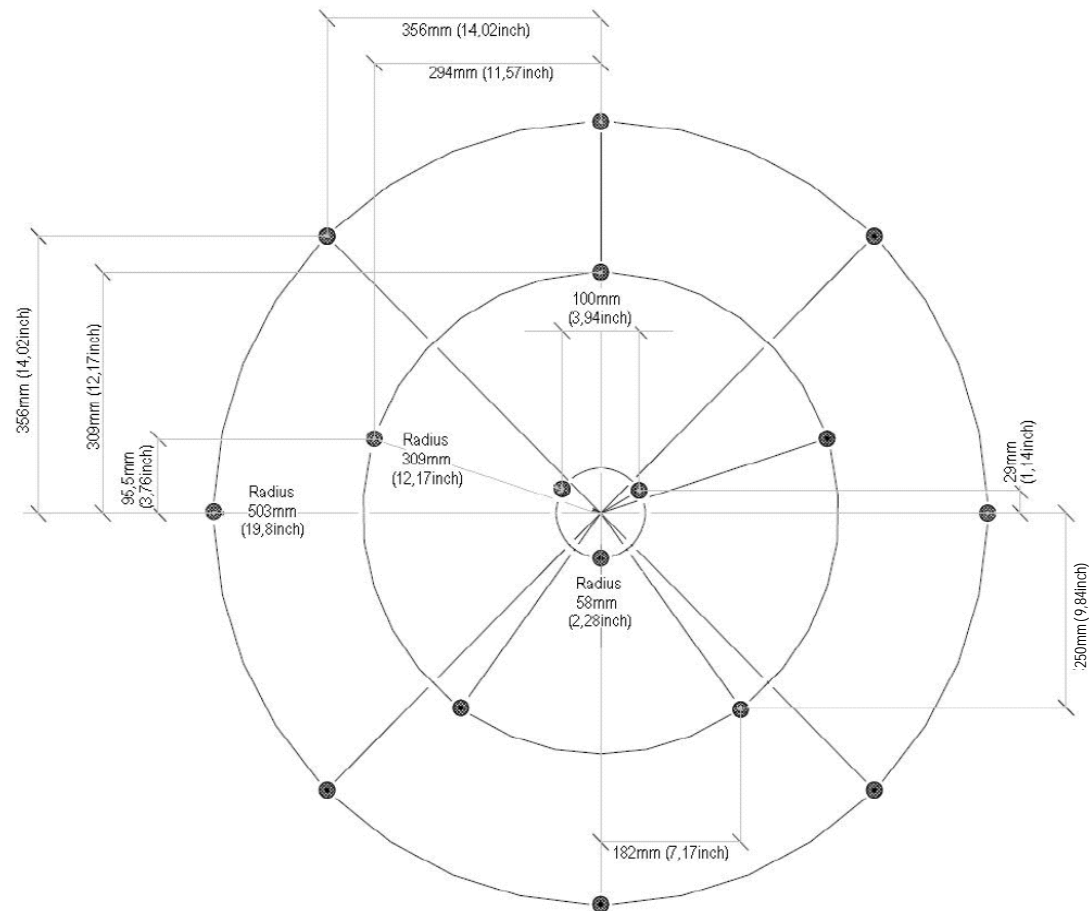 356mm (14,02inch)
294mm (11,57inch)
100mm
(3,94inch)
356mm (14,02inch)
309mm (12,17inch)
95,5mm
(3,76inch)
Radius
309mm
(12,17inch)
Radius
503mm
(19,8inch)
29mm
(1,14inch)
Radius
58mm
(2,28inch)
250mm (9,84inch)
182mm (7,17inch)